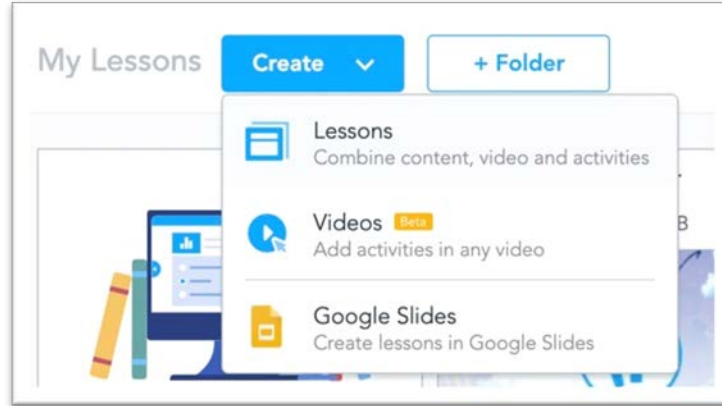 My Lessons Create + Folder
Lessons
Combine content, video and activities
Videos Beta
Add activities in any video
Google Slides
Create lessons in Google Slides
B